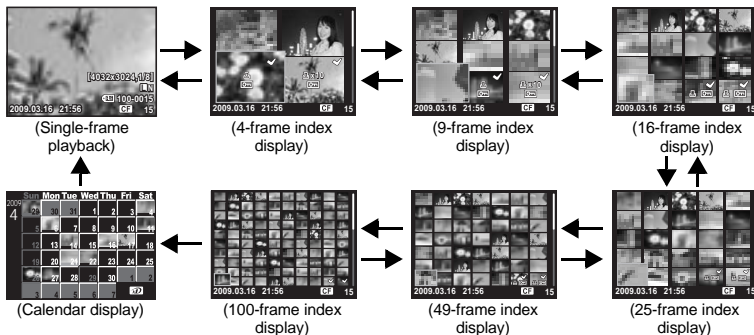 [4032x3024,1/8]
N
100-0015
2009.03.16 21:56 CF 15
(Single-frame
playback)
x10
2009.03.16 21:56 CF 15
(4-frame index
display)
x10
2009.03.16 21:56 CF 15
(9-frame index
display)
2009.03.16 21:56 CF 15
(16-frame index
display)
2009
4
Sun Mon Tue Wed Thu Fri Sat
29 30 31 1 2 3 4
5 6 7 8 9 10 11
12 13 14 15 16 17 18
19 20 21 22 23 24 25
26 27 28 29 30 1 2
3 4 5 6 7
(Calendar display)
2009.03.16 21:56 CF 15
(100-frame index
display)
2009.03.16 21:56 CF 15
(49-frame index
display)
2009.03.16 21:56 CF 15
(25-frame index
display)